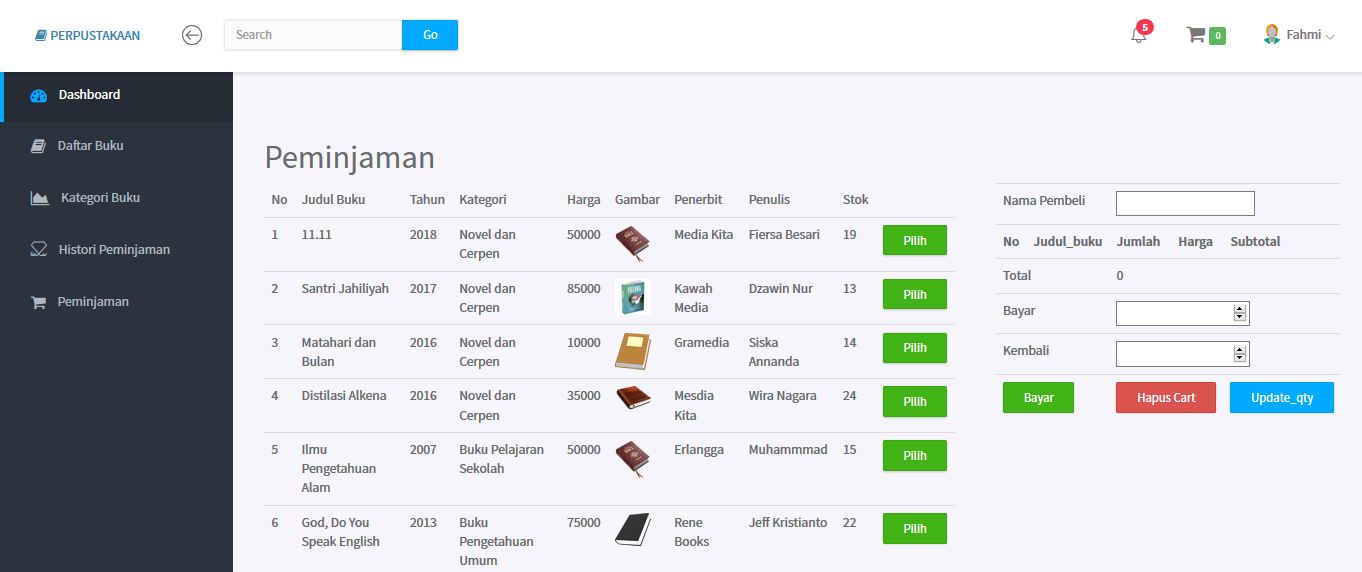 PERPUSTAKAAN
Search
Go
5
0
Fahmi
Dashboard
Daftar Buku
Kategori Buku
Histori Peminjaman
Peminjaman
Peminjaman
No Judul Buku Tahun Kategori Harga Gambar Penerbit Penulis Stok
1 11.11 2018 Novel dan 50000 Media Kita Fiersa Besari 19 Pilih
Cerpen
2 Santri Jahiliyah 2017 Novel dan 85000 Kawah Dzawin Nur 13 Pilih
Cerpen Media
3 Matahari dan 2016 Novel dan 10000 Gramedia Siska 14 Pilih
Bulan Cerpen Annanda
4 Distilasi Alkena 2016 Novel dan 35000 Mesdia Wira Nagara 24 Pilih
Cerpen Kita
5 Ilmu 2007 Buku Pelajaran 50000 Erlangga Muhammmad 15 Pilih
Pengetahuan Sekolah
Alam
6 God, Do You 2013 Buku 75000 Rene Jeff Kristianto 22 Pilih
Speak English Pengetahuan Books
Umum
Nama Pembeli
No Judul_buku Jumlah Harga Subtotal
Total 0
Bayar
Kembali
Bayar Hapus Cart Update_qty